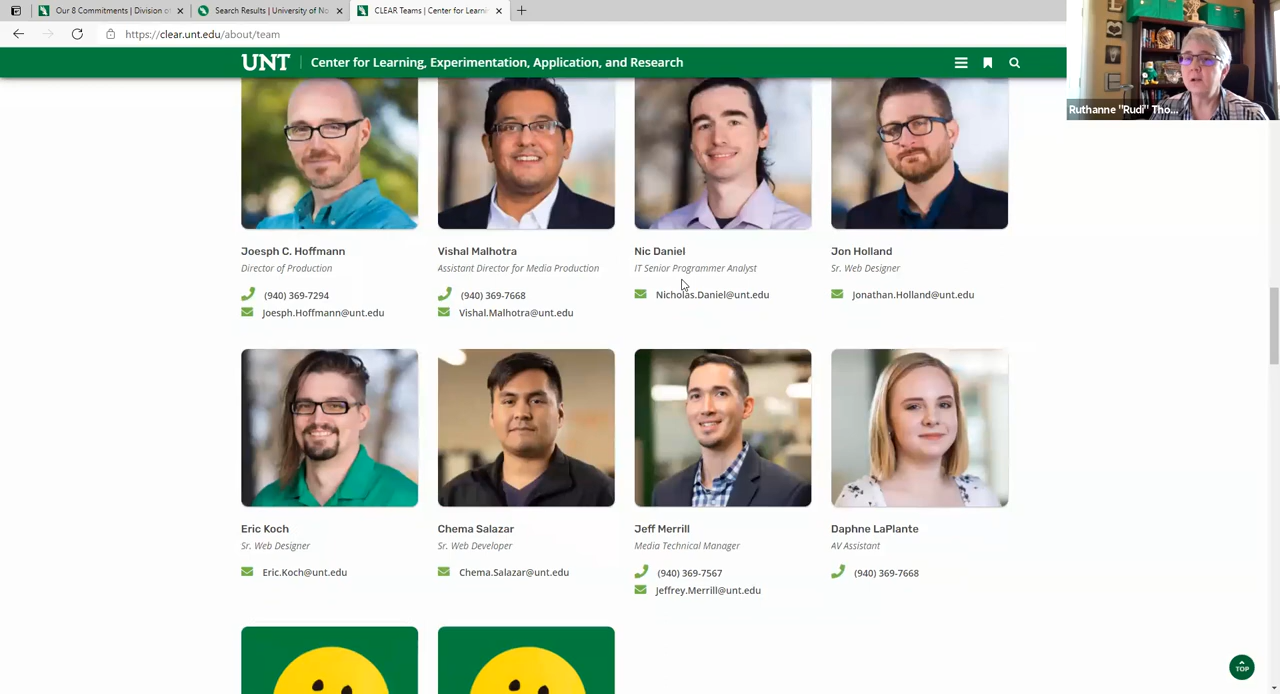 Our 8 Commitments | Division of
Search Results | University of No
CLEAR Teams | Center for Learnin
https://clear.unt.edu/about/team
UNT
Center for Learning, Experimentation, Application, and Research
Ruthanne "Rudi" Tho...
Joesph C. Hoffmann
Director of Production
(940) 369-7294
Joesph.Hoffmann@unt.edu
Vishal Malhotra
Assistant Director for Media Production
(940) 369-7668
Vishal.Malhotra@unt.edu
Nic Daniel
IT Senior Programmer Analyst
Nicholas.Daniel@unt.edu
Jon Holland
Sr. Web Designer
Jonathan.Holland@unt.edu
Eric Koch
Sr. Web Designer
Eric.Koch@unt.edu
Chema Salazar
Sr. Web Developer
Chema.Salazar@unt.edu
Jeff Merrill
Media Technical Manager
(940) 369-7567
Jeffrey.Merrill@unt.edu
Daphne LaPlante
AV Assistant
(940) 369-7668
TOP